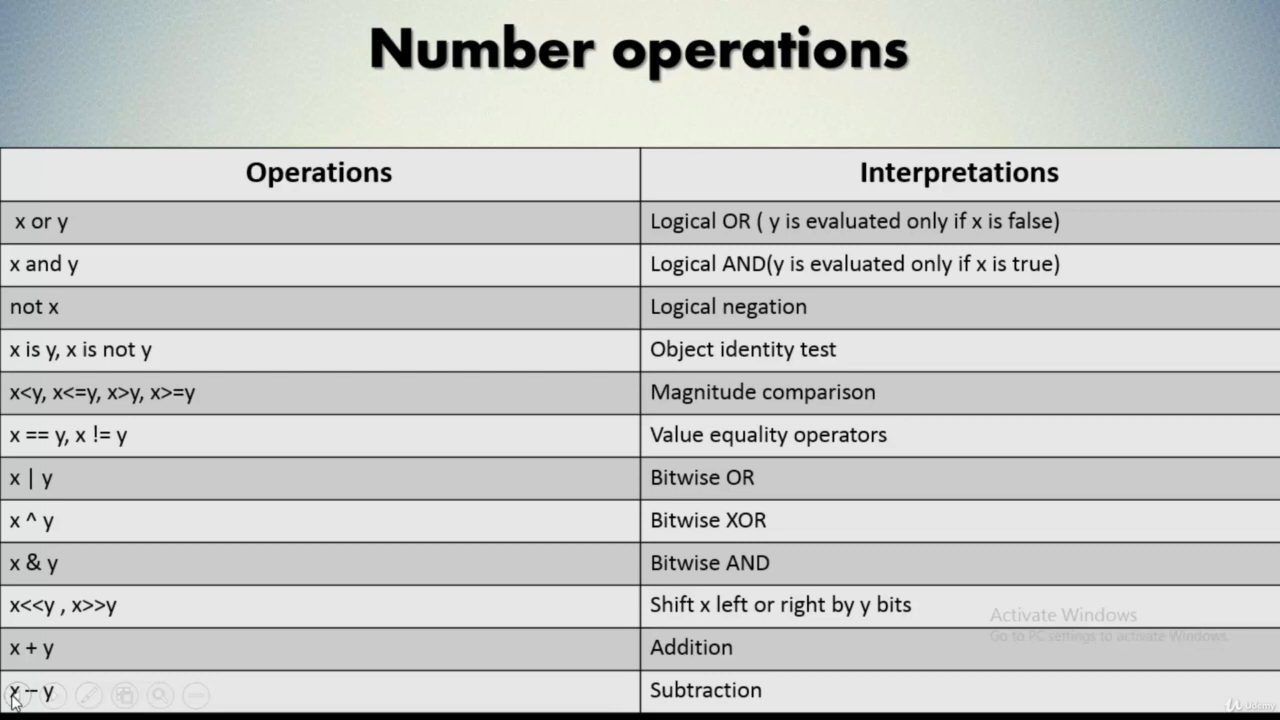 Number operations
Operations Interpretations
x or y Logical OR ( y is evaluated only if x is false)
x and y Logical AND(y is evaluated only if x is true)
not x Logical negation
x is y, x is not y Object identity test
x<y, x<=y, x>y, x>=y Magnitude comparison
x == y, x != y Value equality operators
x | y Bitwise OR
x ^ y Bitwise XOR
x & y Bitwise AND
x<<y , x>>y Shift x left or right by y bits
Activate Windows
Go to PC settings to activate Windows.
x + y Addition
x – y Subtraction
Udemy